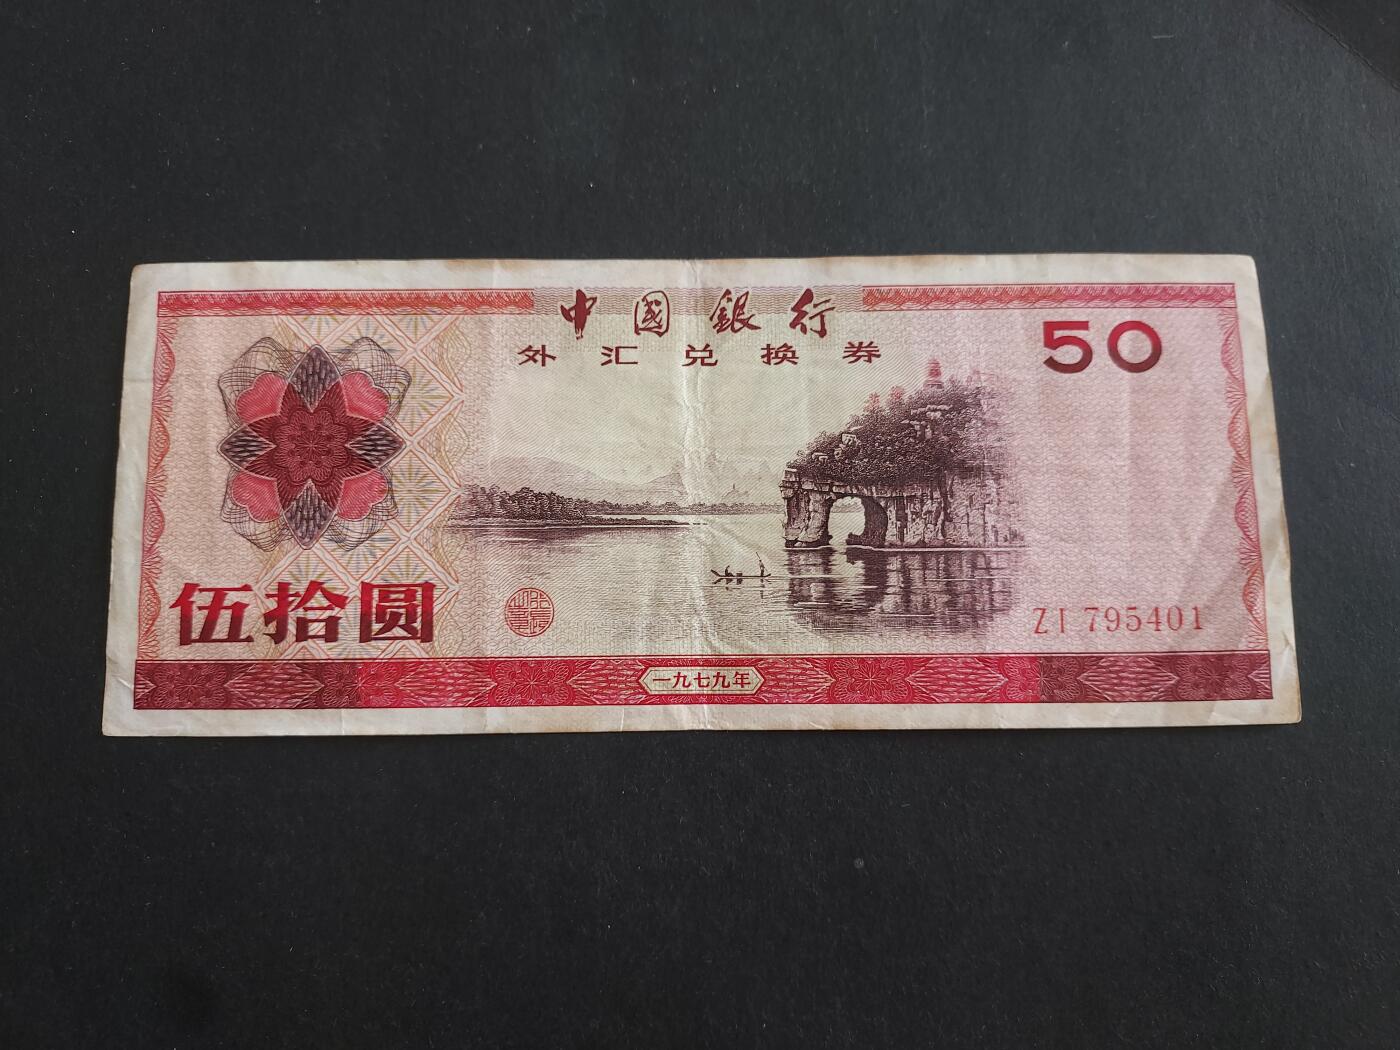 中國銀行
外汇兑换券
50
伍拾圆
ZI 795401
一九七九年